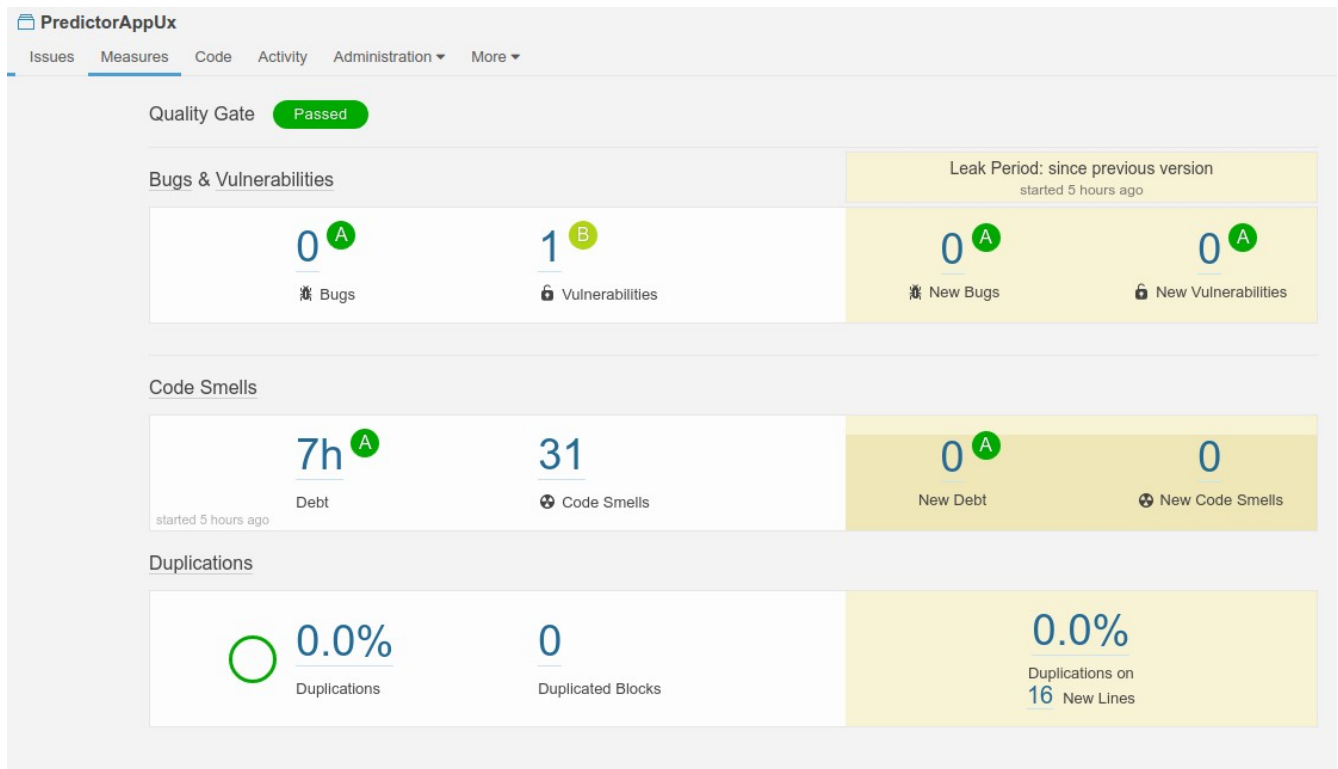 PredictorAppUx
Issues Measures Code Activity Administration More
Quality Gate Passed
Leak Period: since previous version
started 5 hours ago
Bugs & Vulnerabilities
0 A 1 B 0 A 0 A
Bugs Vulnerabilities New Bugs New Vulnerabilities
Code Smells
7h A 31 0 A 0
Debt Code Smells New Debt New Code Smells
started 5 hours ago
Duplications
0.0% 0 0.0%
Duplications Duplicated Blocks Duplications on
16 New Lines